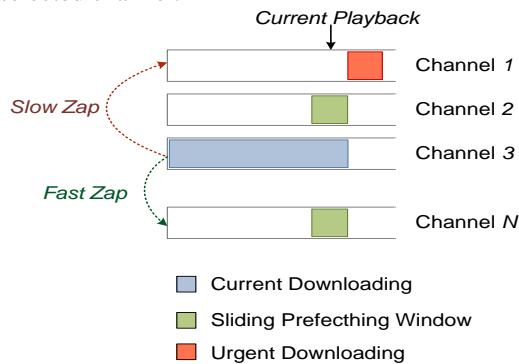 Current Playback
Channel 1
Slow Zap
Channel 2
Channel 3
Fast Zap
Channel N
Current Downloading
Sliding Prefecthing Window
Urgent Downloading